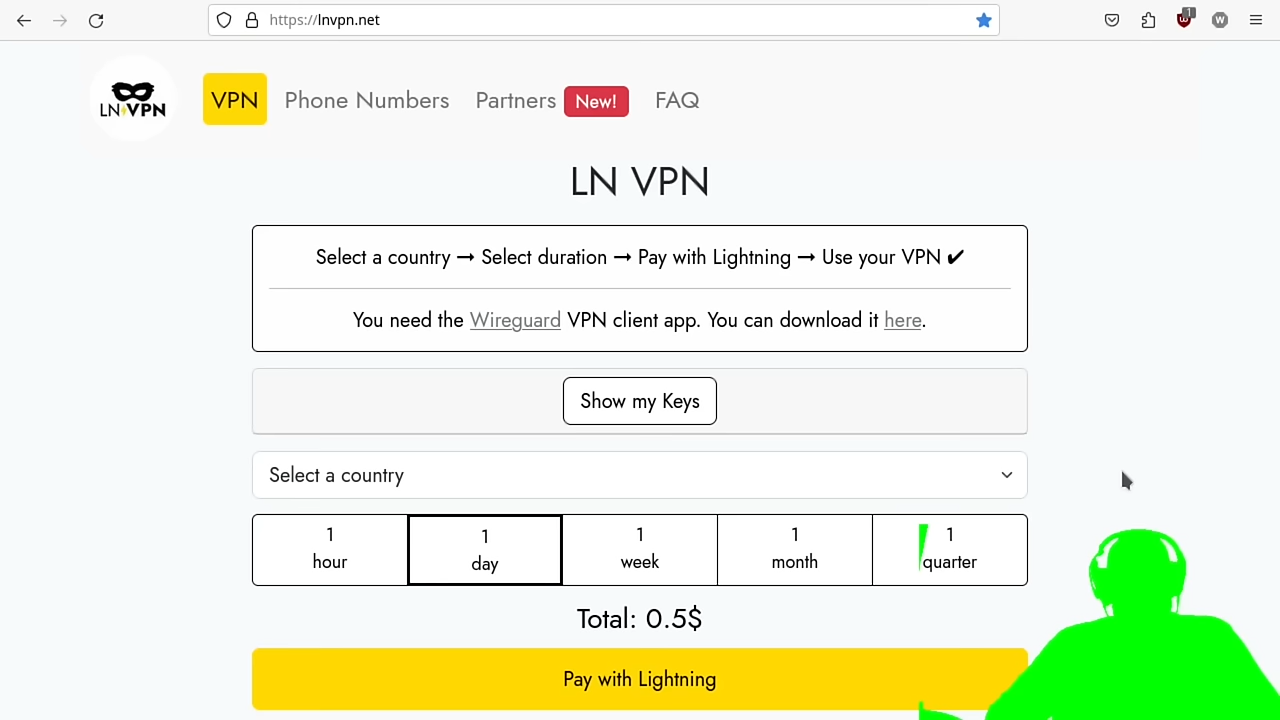 https://lnvpn.net
1
W
LN VPN
VPN
Phone Numbers
Partners
New!
FAQ
LN VPN
Select a country → Select duration → Pay with Lightning → Use your VPN ✔
You need the Wireguard VPN client app. You can download it here.
Show my Keys
Select a country
1
hour
1
day
1
week
1
month
1
quarter
Total: 0.5$
Pay with Lightning